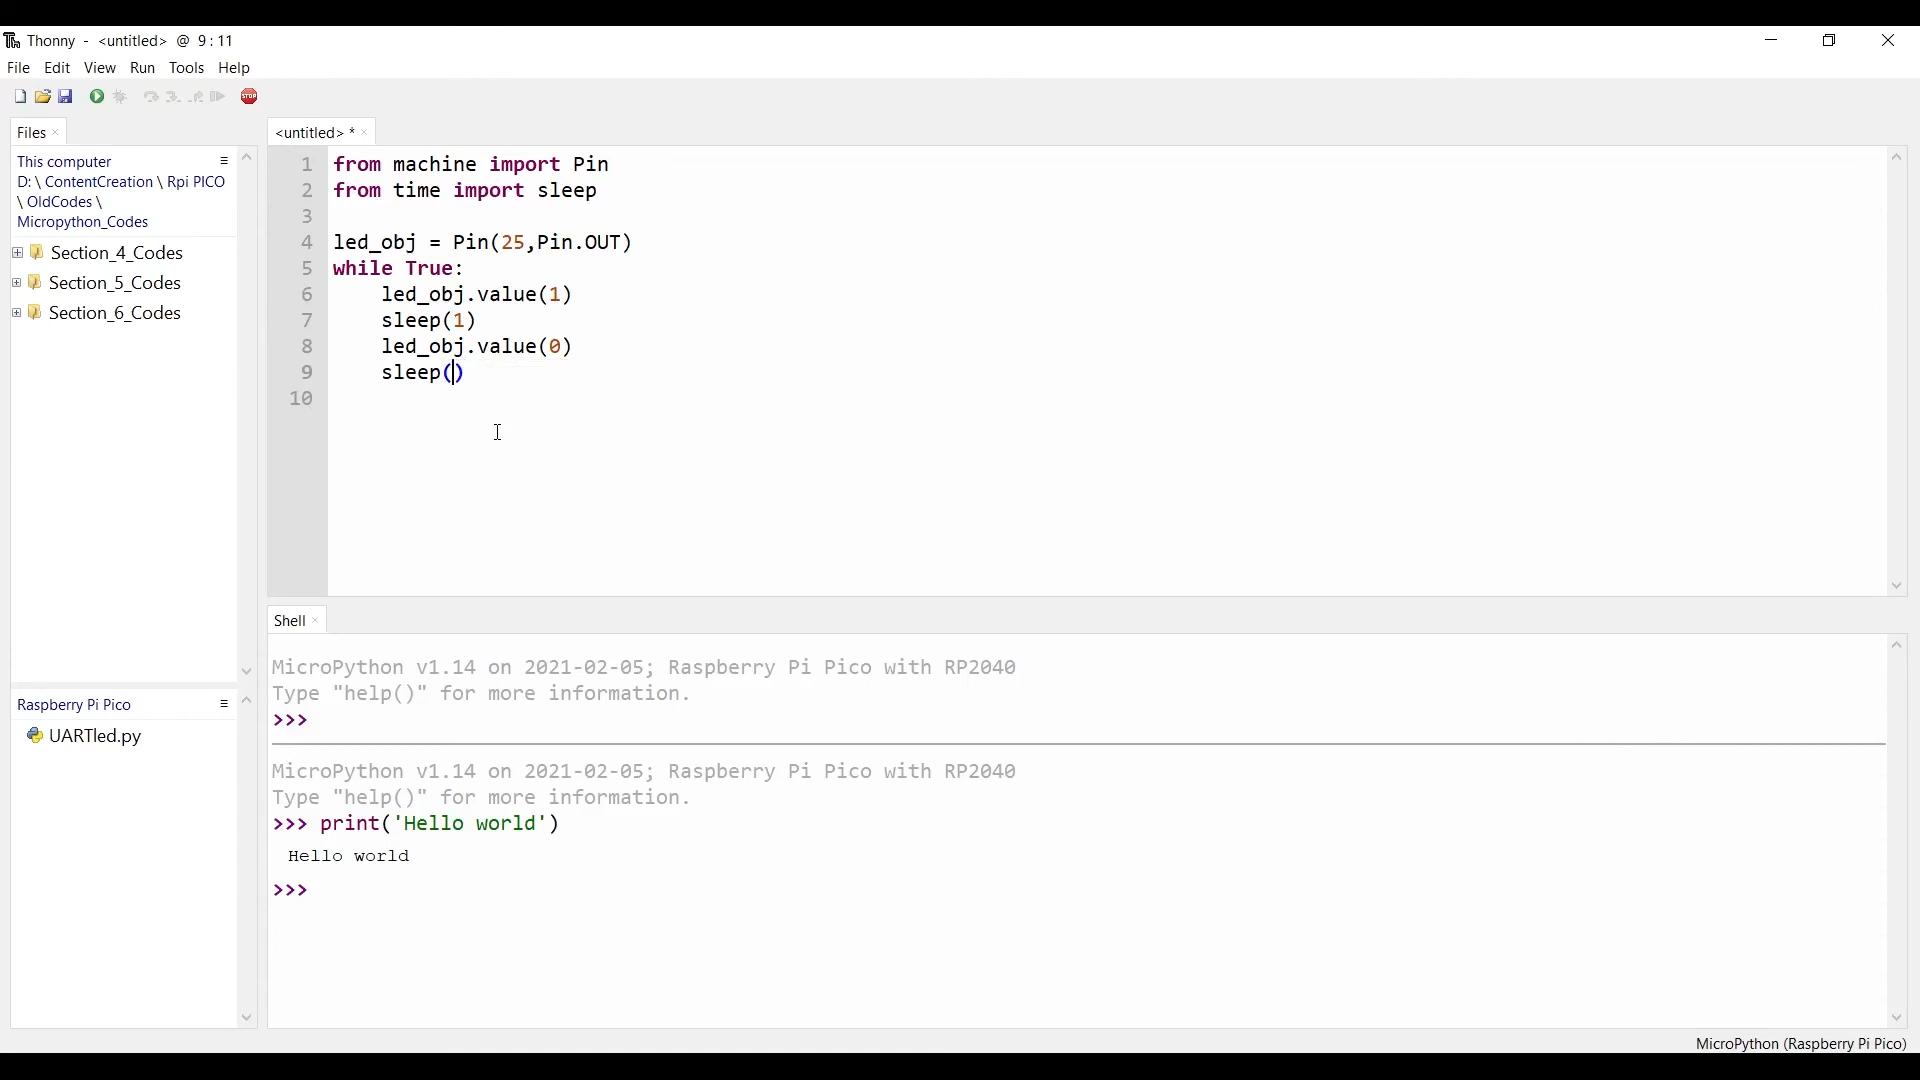 Thonny - <untitled> @ 9:11
File Edit View Run Tools Help
STOP
Files
<untitled> *
This computer
D: \ ContentCreation \ Rpi PICO
\ OldCodes \
Micropython_Codes
Section_4_Codes
Section_5_Codes
Section_6_Codes
1 from machine import Pin
2 from time import sleep
3
4 led_obj = Pin(25,Pin.OUT)
5 while True:
6     led_obj.value(1)
7     sleep(1)
8     led_obj.value(0)
9     sleep()
10
Shell
MicroPython v1.14 on 2021-02-05; Raspberry Pi Pico with RP2040
Type "help()" for more information.
>>>
MicroPython v1.14 on 2021-02-05; Raspberry Pi Pico with RP2040
Type "help()" for more information.
>>> print('Hello world')
Hello world
>>>
Raspberry Pi Pico
UARTled.py
MicroPython (Raspberry Pi Pico)